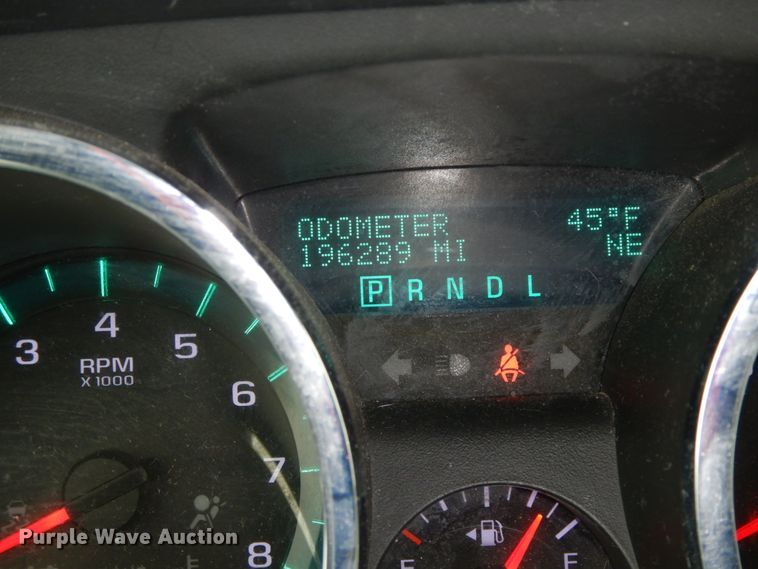 ODOMETER 45°F
196289 MI NE
P R N D L
3 4 5 6 7 8
RPM
X 1000
E F
Purple Wave Auction®